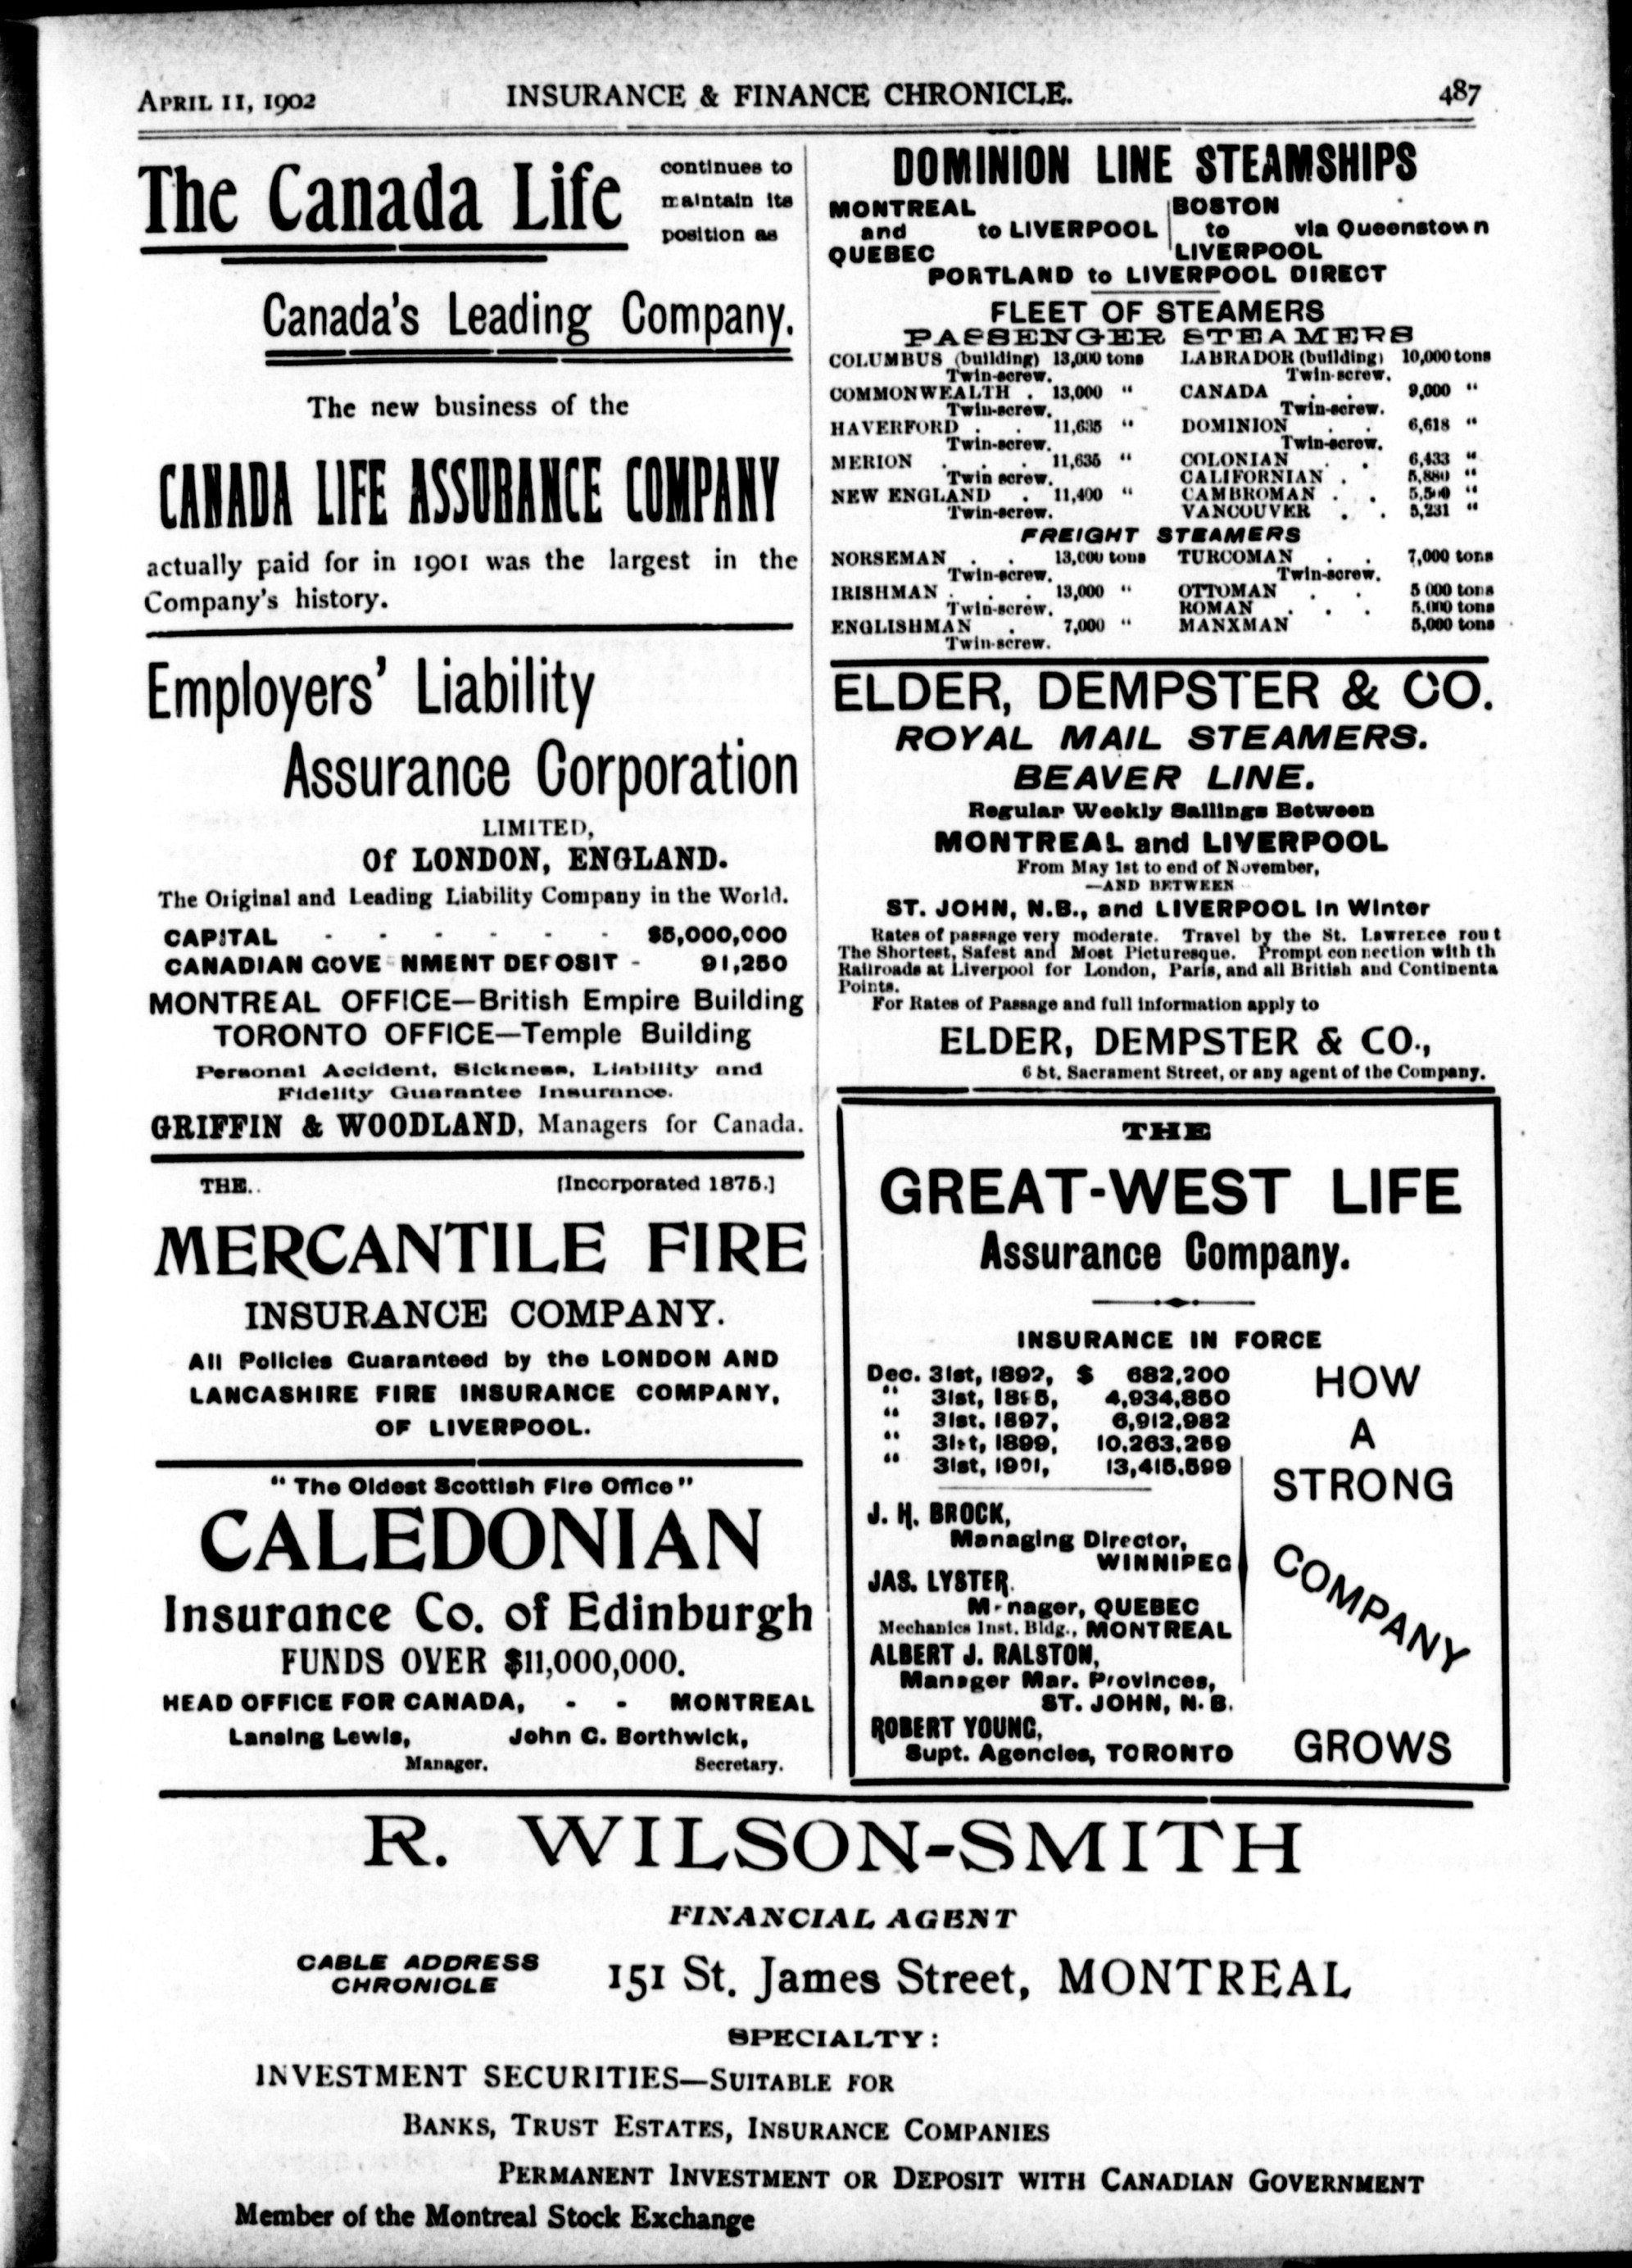 APRIL 11, 1902
INSURANCE & FINANCE CHRONICLE.
487
The Canada Life
continues to
maintain its
position as
Canada's Leading Company.
The new business of the
CANADA LIFE ASSURANCE COMPANY
actually paid for in 1901 was the largest in the
Company's history.
Employers' Liability
Assurance Corporation
LIMITED,
Of LONDON, ENGLAND.
The Original and Leading Liability Company in the World.
CAPITAL - - - - - - $5,000,000
CANADIAN GOVE NMENT DEPOSIT - 91,250
MONTREAL OFFICE—British Empire Building
TORONTO OFFICE—Temple Building
Personal Accident, Sickness, Liability and
Fidelity Guarantee Insurance.
GRIFFIN & WOODLAND, Managers for Canada.
THE.. [Incorporated 1875.]
MERCANTILE FIRE
INSURANCE COMPANY.
All Policies Guaranteed by the LONDON AND
LANCASHIRE FIRE INSURANCE COMPANY,
OF LIVERPOOL.
"The Oldest Scottish Fire Office"
CALEDONIAN
Insurance Co. of Edinburgh
FUNDS OVER $11,000,000.
HEAD OFFICE FOR CANADA, - - MONTREAL
Lansing Lewis, John G. Borthwick,
Manager. Secretary.
DOMINION LINE STEAMSHIPS
MONTREAL
and to LIVERPOOL
QUEBEC
BOSTON
to via Queenstown
LIVERPOOL
PORTLAND to LIVERPOOL DIRECT
FLEET OF STEAMERS
PASSENGER STEAMERS
COLUMBUS (building) 13,000 tons LABRADOR (building) 10,000 tons
Twin-screw. Twin-screw.
COMMONWEALTH . 13,000 " CANADA . . 9,000 "
Twin-screw. Twin-screw.
HAVERFORD . . 11,635 " DOMINION . . 6,618 "
Twin-screw. Twin-screw.
MERION . . . 11,635 " COLONIAN . . 6,433 "
Twin screw. CALIFORNIAN . 5,880 "
NEW ENGLAND . 11,400 " CAMBROMAN . .
Twin-screw. VANCOUVER . . 5,231 "
FREIGHT STEAMERS
NORSEMAN . . 13,000 tons TURCOMAN . . 7,000 tons
Twin-screw. Twin-screw.
IRISHMAN . . . 13,000 " OTTOMAN . . 5 000 tons
Twin-screw. ROMAN . . . 5,000 tons
ENGLISHMAN . 7,000 " MANXMAN 5,000 tons
Twin-screw.
ELDER, DEMPSTER & CO.
ROYAL MAIL STEAMERS.
BEAVER LINE.
Regular Weekly Sailings Between
MONTREAL and LIVERPOOL
From May 1st to end of November,
—AND BETWEEN
ST. JOHN, N.B., and LIVERPOOL in Winter
Rates of passage very moderate. Travel by the St. Lawrence rout
The Shortest, Safest and Most Picturesque. Prompt connection with th
Railroads at Liverpool for London, Paris, and all British and Continenta
Points.
For Rates of Passage and full information apply to
ELDER, DEMPSTER & CO.,
6 St. Sacrament Street, or any agent of the Company.
THE
GREAT-WEST LIFE
Assurance Company.
INSURANCE IN FORCE
Dec. 31st, 1892, $ 682,200
" 31st, 4,934,850
" 31st, 1897, 6,912,982
" 31st, 1899, 10,263,259
" 31st, 1901, 13,415,599
J. H. BROCK,
Managing Director,
WINNIPEG
JAS. LYSTER.
M nager, QUEBEC
Mechanics Inst. Bldg., MONTREAL
ALBERT J. RALSTON,
Manager Mar. Provinces,
ST. JOHN, N. B.
ROBERT YOUNG,
Supt. Agencies, TORONTO
HOW
A
STRONG
COMPANY
GROWS
R. WILSON-SMITH
FINANCIAL AGENT
CABLE ADDRESS
CHRONICLE
151 St. James Street, MONTREAL
SPECIALTY:
INVESTMENT SECURITIES—SUITABLE FOR
BANKS, TRUST ESTATES, INSURANCE COMPANIES
PERMANENT INVESTMENT OR DEPOSIT WITH CANADIAN GOVERNMENT
Member of the Montreal Stock Exchange